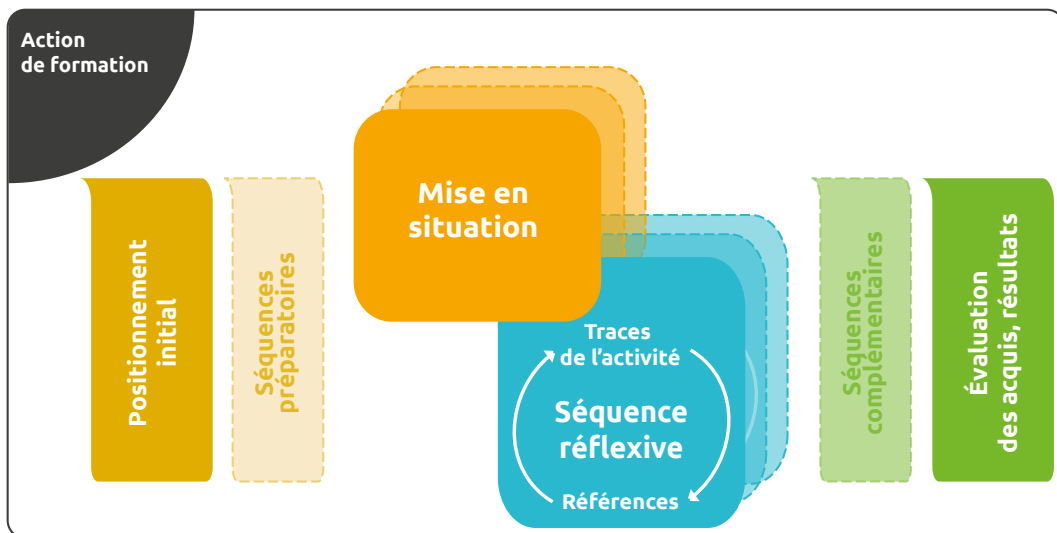 Action
de formation
Positionnement
initial
Séquences
préparatoires
Mise en
situation
Traces
de l’activité
Séquence
réflexive
Références
Séquences
complémentaires
Évaluation
des acquis, résultats